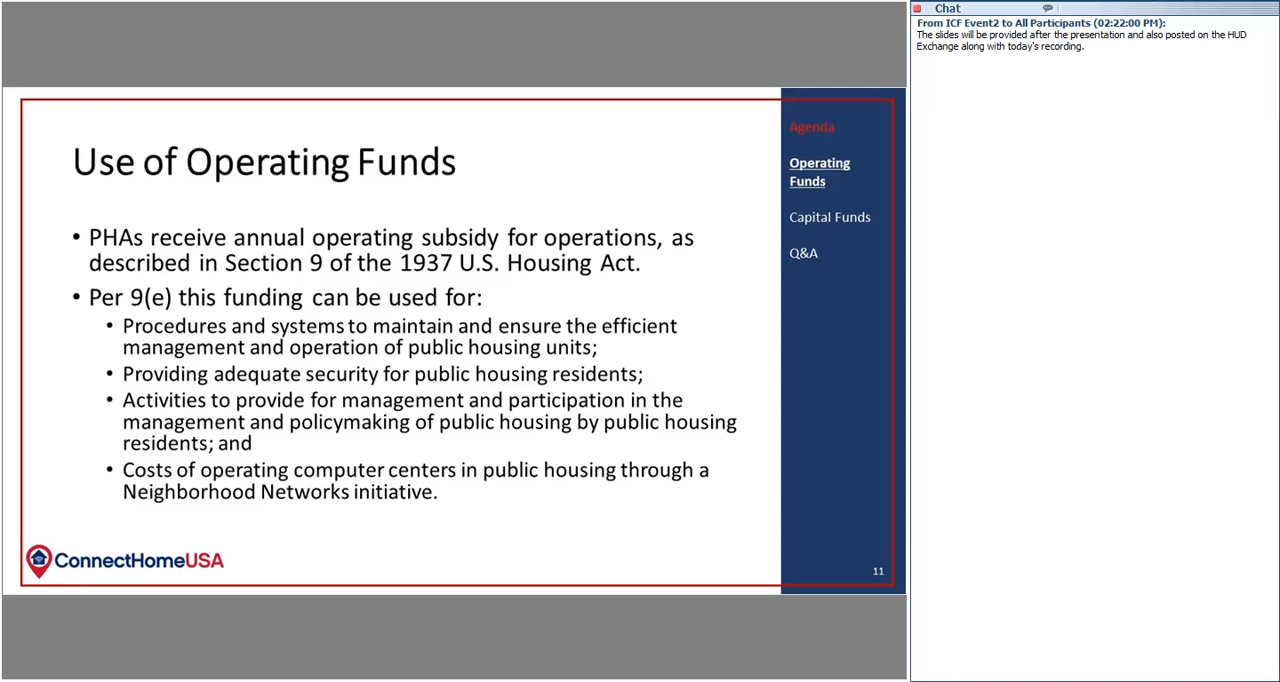 Use of Operating Funds
• PHAs receive annual operating subsidy for operations, as
described in Section 9 of the 1937 U.S. Housing Act.
• Per 9(e) this funding can be used for:
• Procedures and systems to maintain and ensure the efficient
management and operation of public housing units;
• Providing adequate security for public housing residents;
• Activities to provide for management and participation in the
management and policymaking of public housing by public housing
residents; and
• Costs of operating computer centers in public housing through a
Neighborhood Networks initiative.
ConnectHomeUSA
Agenda
Operating
Funds
Capital Funds
Q&A
11
Chat
From ICF Event2 to All Participants (02:22:00 PM):
The slides will be provided after the presentation and also posted on the HUD
Exchange along with today's recording.